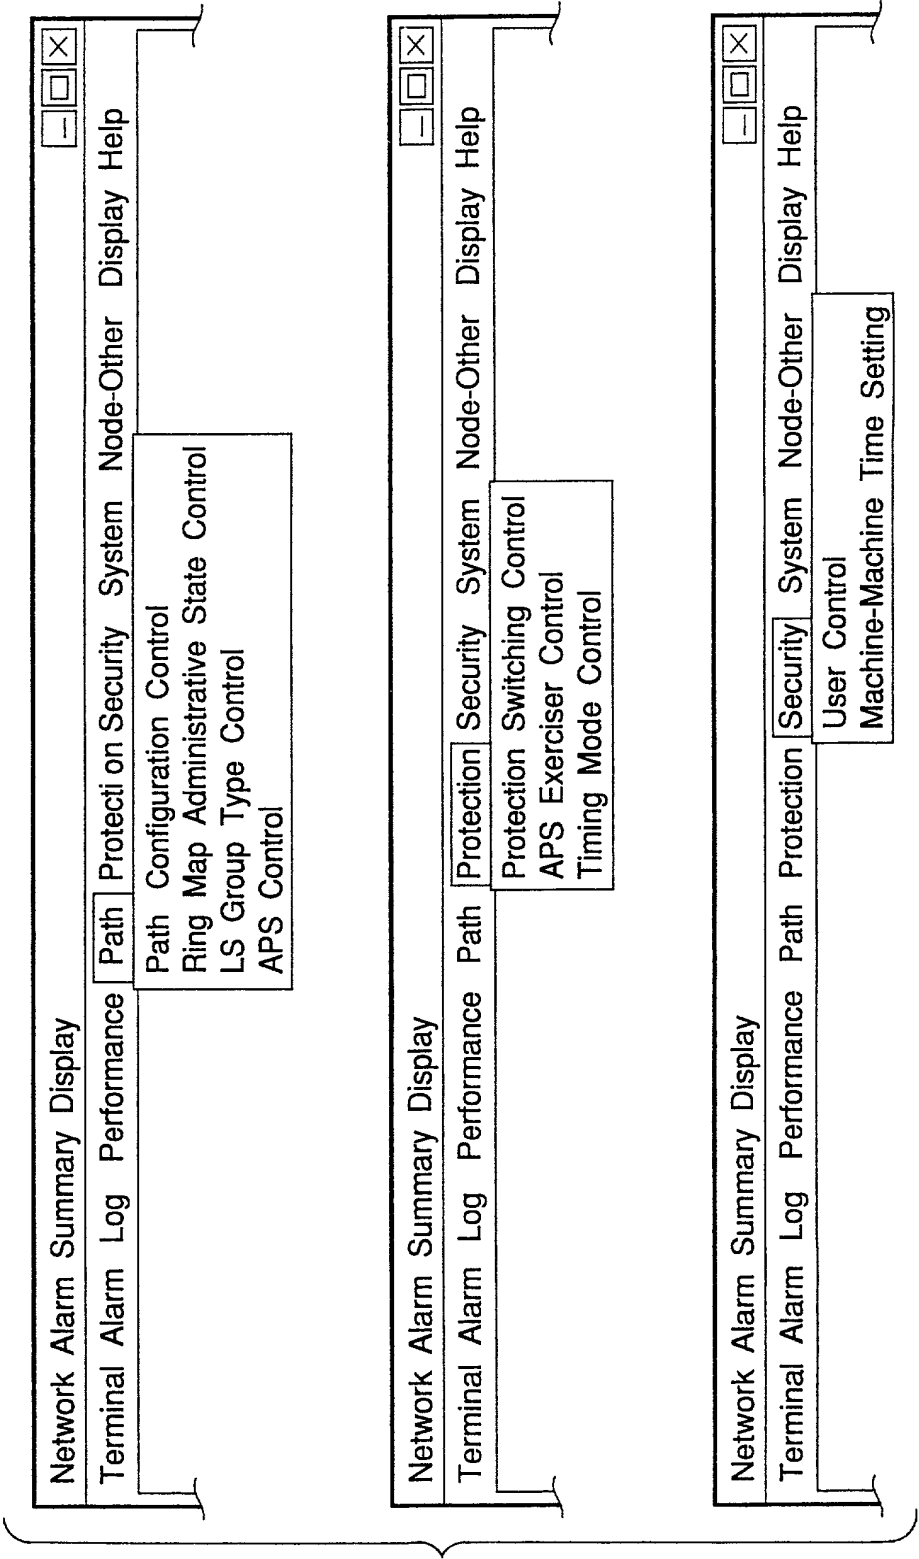 Network Alarm Summary Display
Terminal Alarm Log Performance Path Protecti on Security System Node-Other Display Help
Path Configuration Control
Ring Map Administrative State Control
LS Group Type Control
APS Control
Network Alarm Summary Display
Terminal Alarm Log Performance Path Protection Security System Node-Other Display Help
Protection Switching Control
APS Exerciser Control
Timing Mode Control
Network Alarm Summary Display
Terminal Alarm Log Performance Path Protection Security System Node-Other Display Help
User Control
Machine-Machine Time Setting